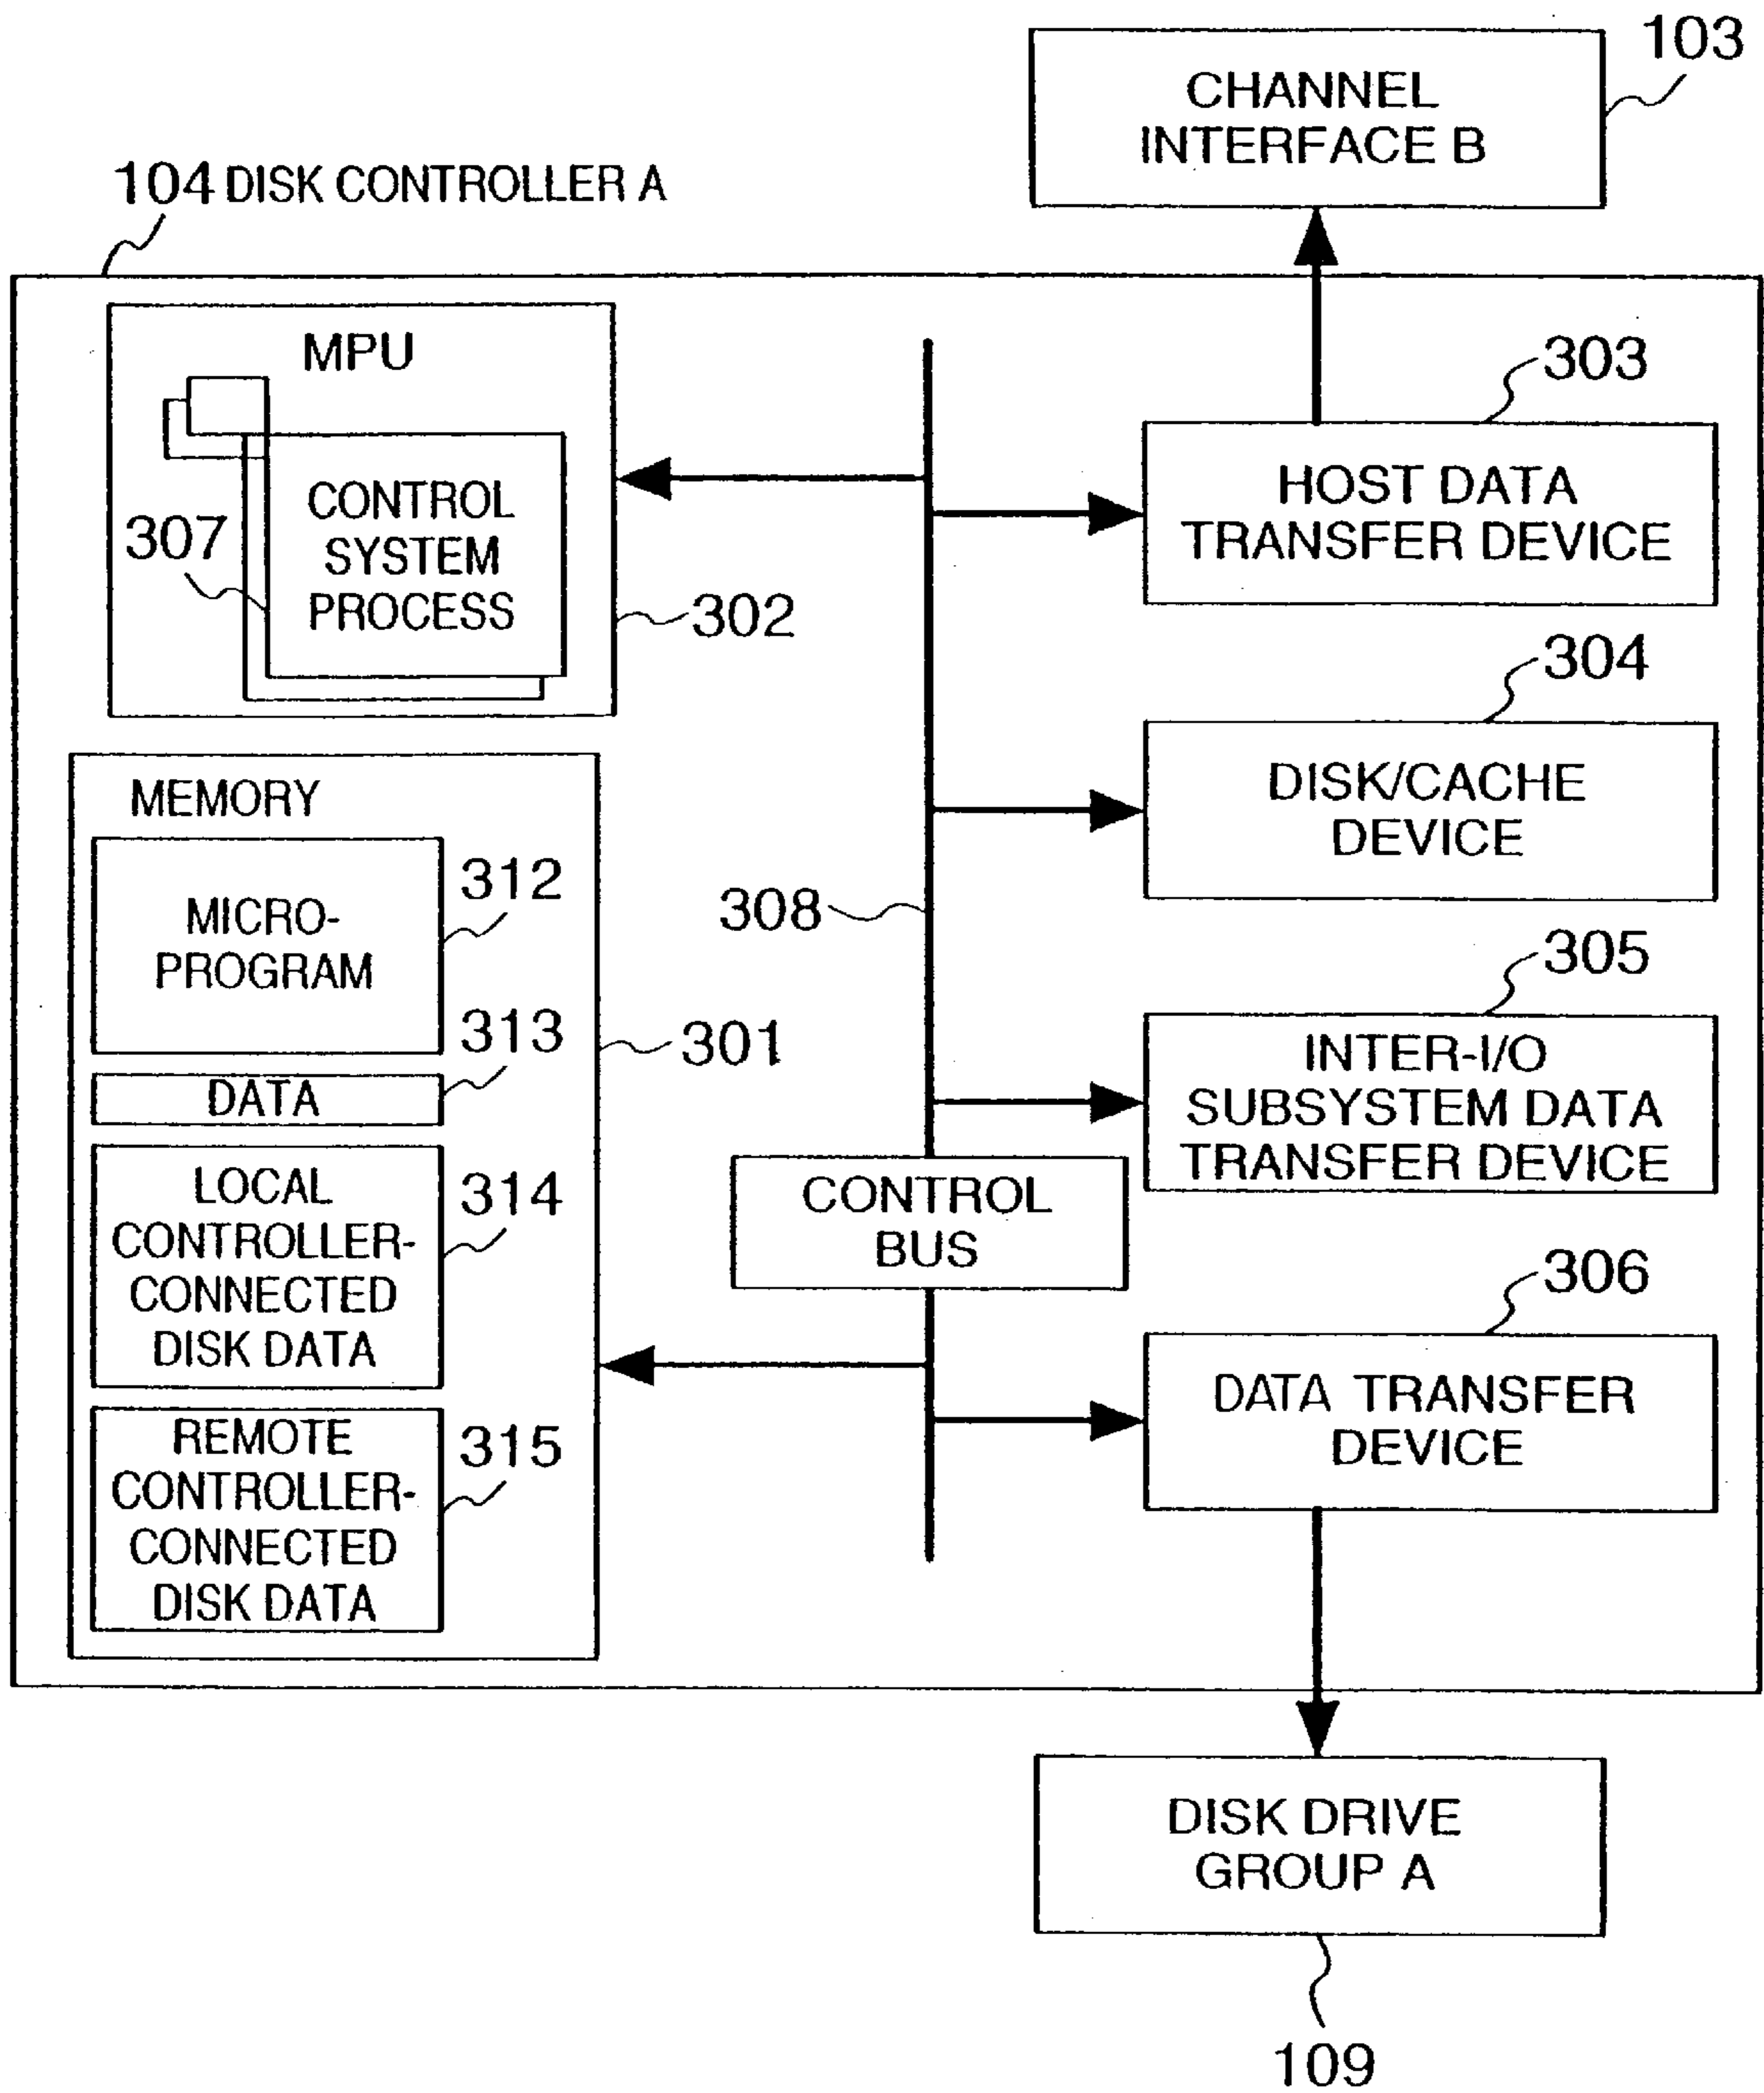 CHANNEL
INTERFACE B
103
104 DISK CONTROLLER A
MPU
CONTROL
SYSTEM
PROCESS
307
302
MEMORY
MICRO-
PROGRAM
312
DATA
313
301
LOCAL
CONTROLLER-
CONNECTED
DISK DATA
314
REMOTE
CONTROLLER-
CONNECTED
DISK DATA
315
308
CONTROL
BUS
303
HOST DATA
TRANSFER DEVICE
304
DISK/CACHE
DEVICE
305
INTER-I/O
SUBSYSTEM DATA
TRANSFER DEVICE
306
DATA TRANSFER
DEVICE
DISK DRIVE
GROUP A
109